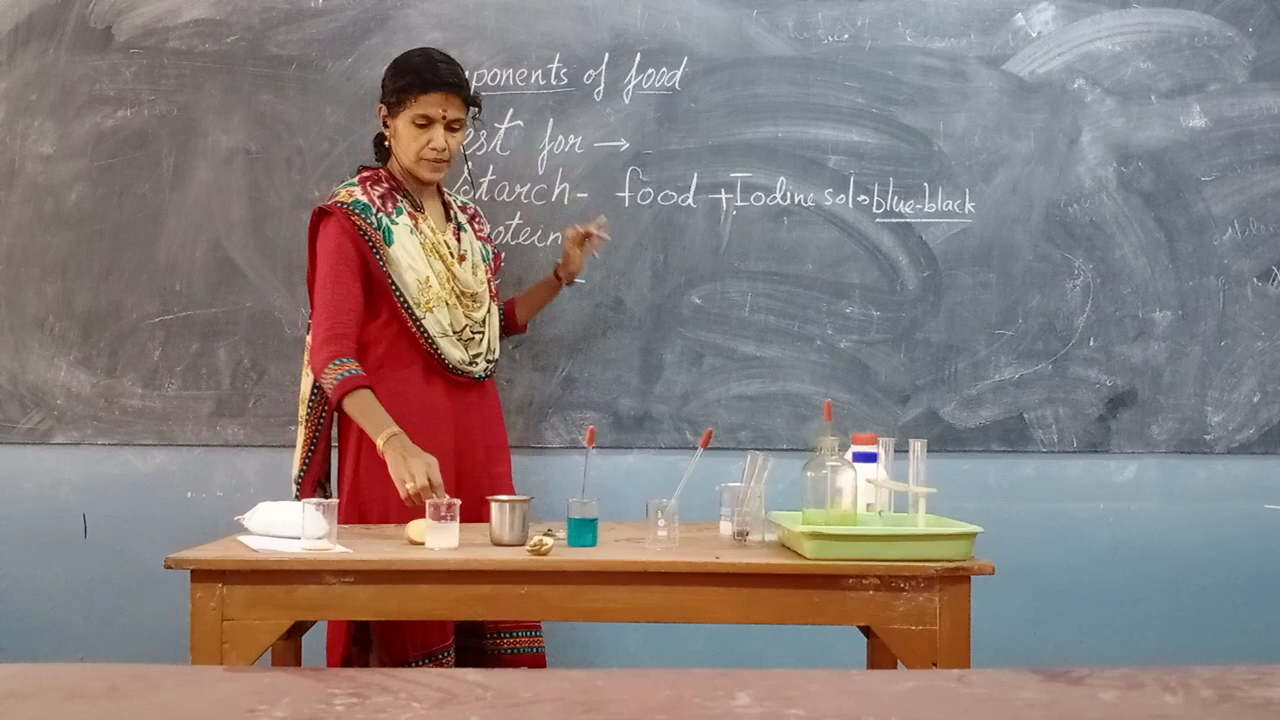 ponents of food
est for →
Starch- food + Iodine sol→ blue-black
otein